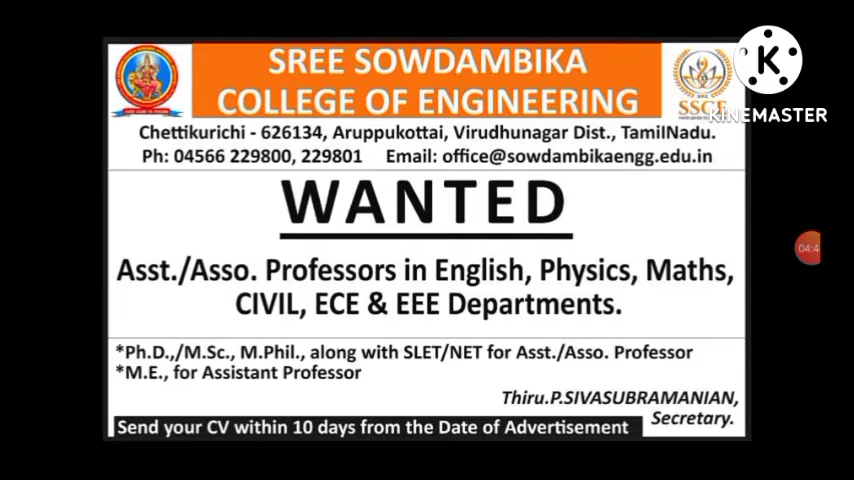 SREE SOWDAMBIKA
COLLEGE OF ENGINEERING
SSCE
Chettikurichi - 626134, Aruppukottai, Virudhunagar Dist., TamilNadu.
Ph: 04566 229800, 229801 Email: office@sowdambikaengg.edu.in
WANTED
Asst./Asso. Professors in English, Physics, Maths,
CIVIL, ECE & EEE Departments.
*Ph.D.,/M.Sc., M.Phil., along with SLET/NET for Asst./Asso. Professor
*M.E., for Assistant Professor
Thiru.P.SIVASUBRAMANIAN,
Secretary.
Send your CV within 10 days from the Date of Advertisement
K
KINEMASTER
04:4